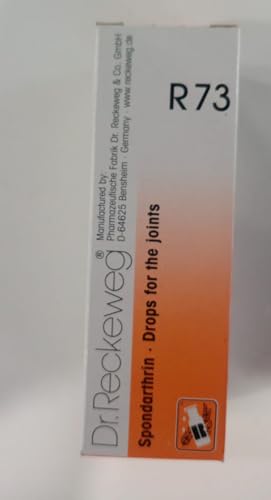 R 73
Manufactured by:
Pharmazeutische Fabrik Dr. Reckeweg & Co. GmbH
D-64625 Bensheim · Germany · www.reckeweg.de
Dr. Reckeweg®
Spondarthrin · Drops for the joints